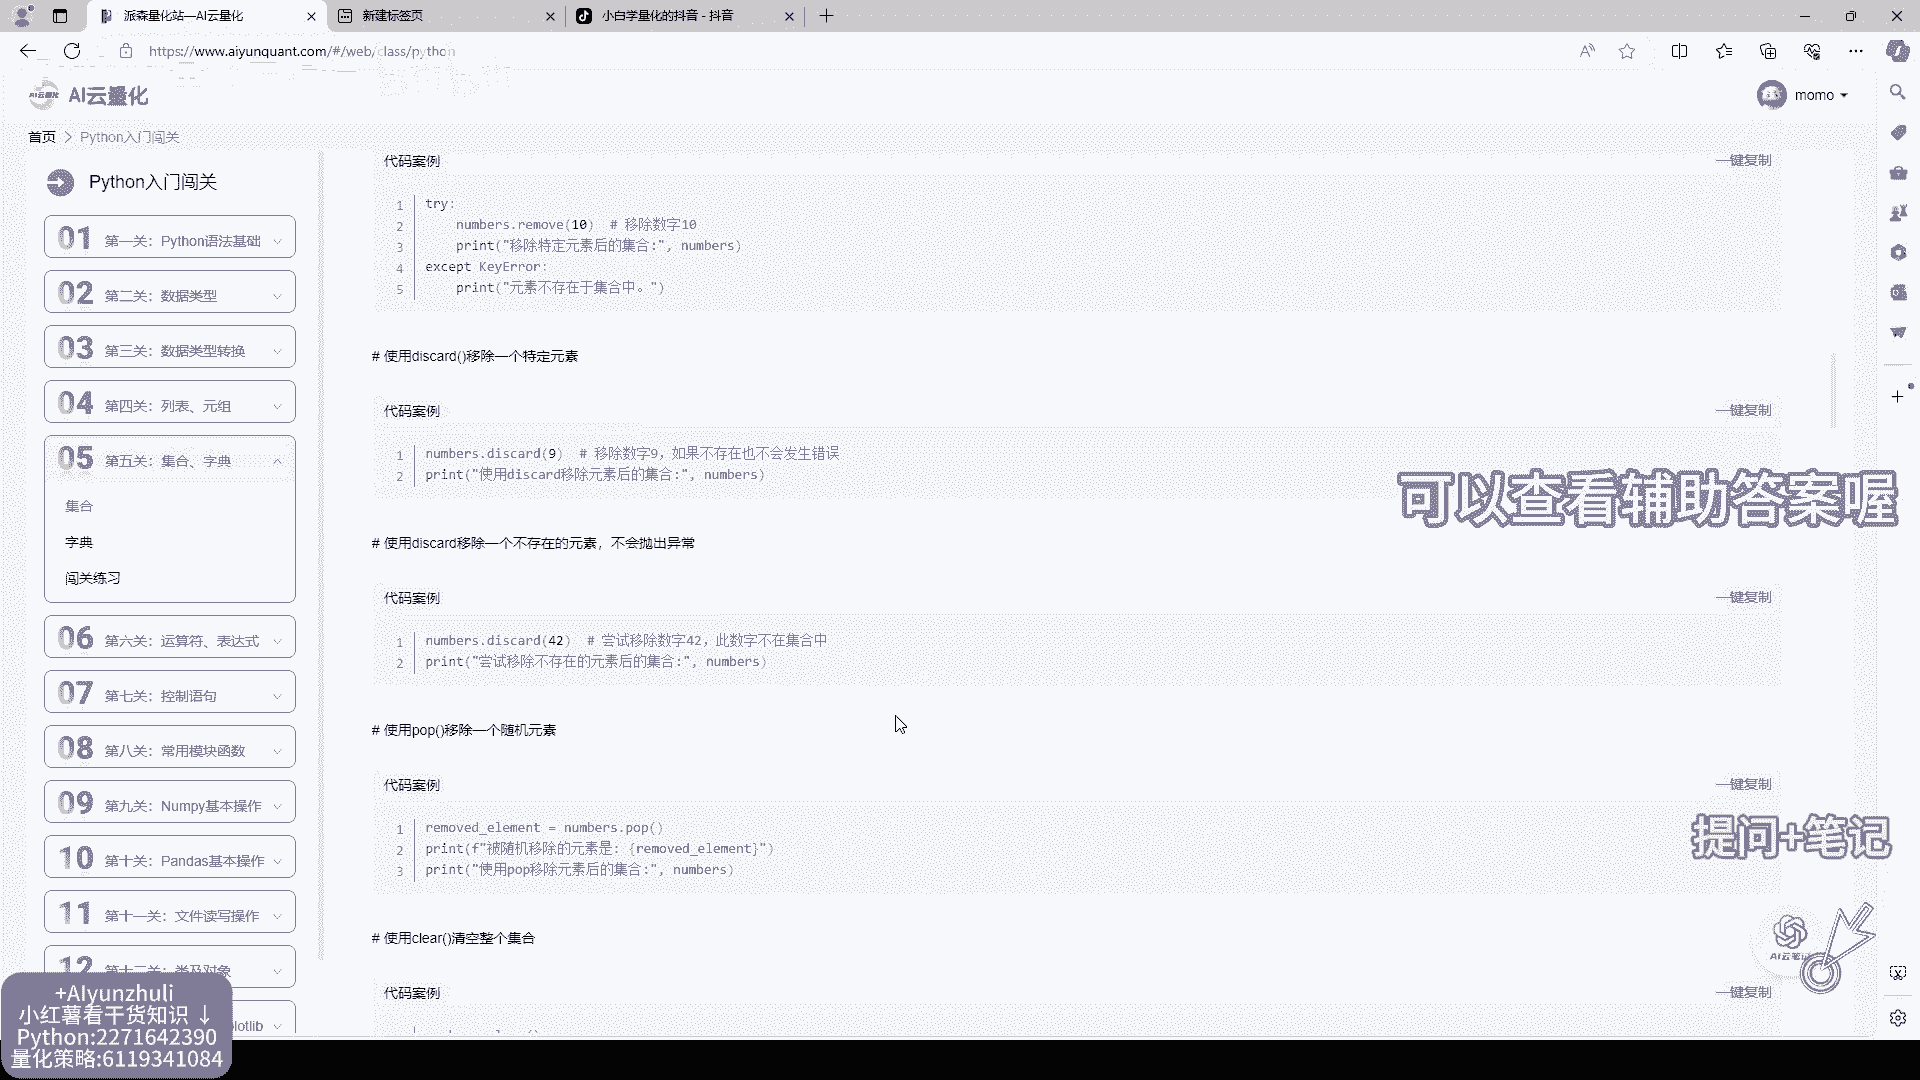 派森量化站—AI云量化
新建标签页
小白学量化的抖音 - 抖音
https://www.aiyunquant.com/#/web/class/python
AI云量化
momo
首页 > Python入门闯关
Python入门闯关
01 第一关：Python语法基础
02 第二关：数据类型
03 第三关：数据类型转换
04 第四关：列表、元组
05 第五关：集合、字典
集合
字典
闯关练习
06 第六关：运算符、表达式
07 第七关：控制语句
08 第八关：常用模块函数
09 第九关：Numpy基本操作
10 第十关：Pandas基本操作
11 第十一关：文件读写操作
12 第十二关：类及对象
plotlib
代码案例
一键复制
1 try:
2     numbers.remove(10)  # 移除数字10
3     print("移除特定元素后的集合:", numbers)
4 except KeyError:
5     print("元素不存在于集合中。")
# 使用discard()移除一个特定元素
代码案例
一键复制
1 numbers.discard(9)  # 移除数字9，如果不存在也不会发生错误
2 print("使用discard移除元素后的集合:", numbers)
# 使用discard移除一个不存在的元素，不会抛出异常
代码案例
一键复制
1 numbers.discard(42)  # 尝试移除数字42，此数字不在集合中
2 print("尝试移除不存在的元素后的集合:", numbers)
# 使用pop()移除一个随机元素
代码案例
一键复制
1 removed_element = numbers.pop()
2 print(f"被随机移除的元素是: {removed_element}")
3 print("使用pop移除元素后的集合:", numbers)
# 使用clear()清空整个集合
代码案例
一键复制
可以查看辅助答案喔
提问+笔记
+AIyunzhuli
小红薯看干货知识 ↓
Python:2271642390
量化策略:6119341084